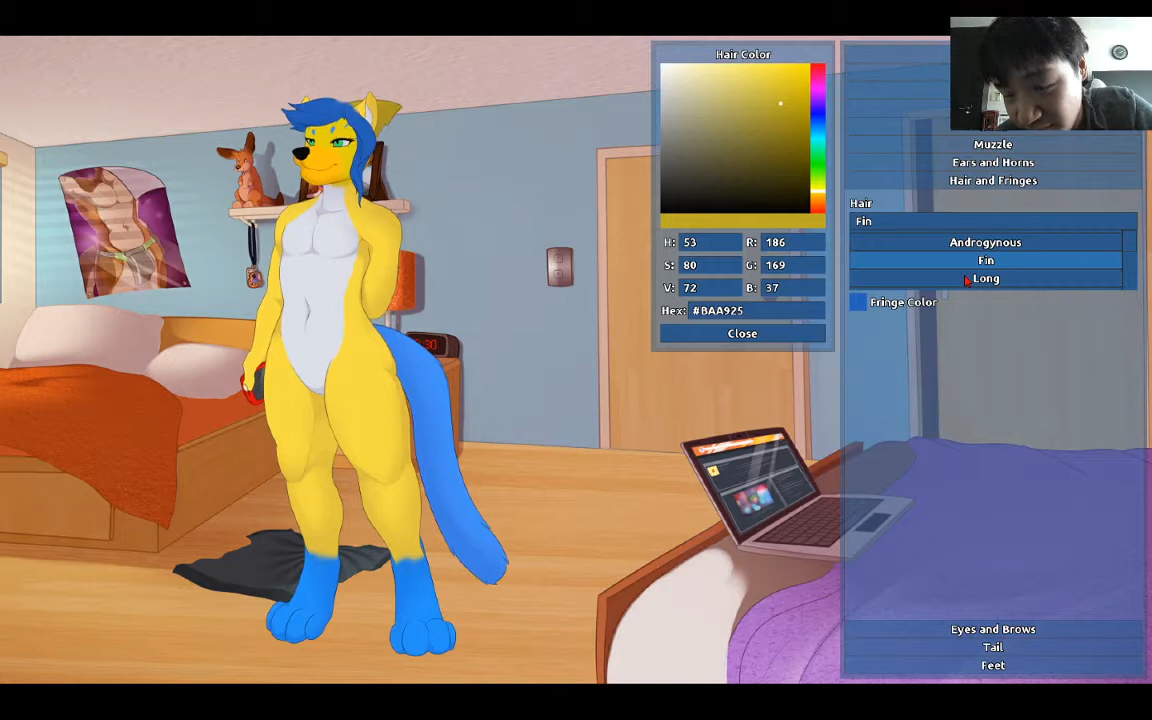 Hair Color
H: 53 R: 186
S: 80 G: 169
V: 72 B: 37
Hex: #BAA925
Close
Muzzle
Ears and Horns
Hair and Fringes
Hair
Fin
Androgynous
Fin
Long
Fringe Color
Eyes and Brows
Tail
Feet